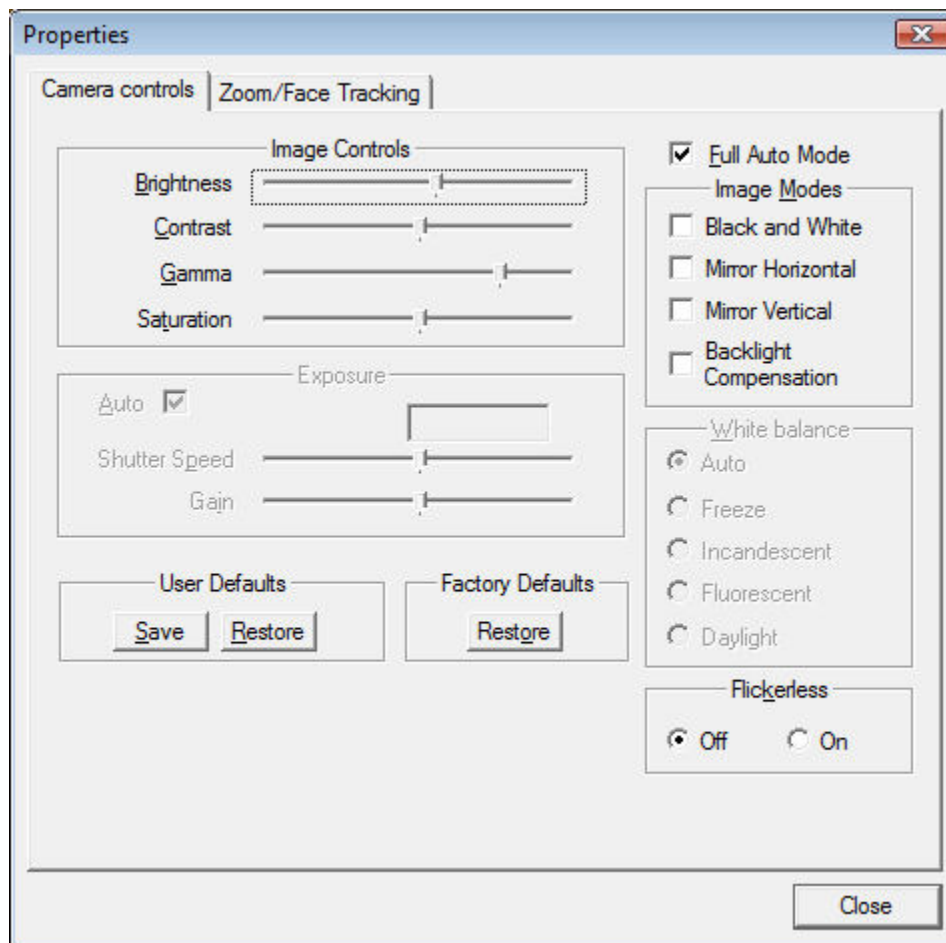 Properties
Camera controls
Zoom/Face Tracking
Image Controls
Brightness
Contrast
Gamma
Saturation
Exposure
Auto
Shutter Speed
Gain
User Defaults
Save
Restore
Factory Defaults
Restore
Full Auto Mode
Image Modes
Black and White
Mirror Horizontal
Mirror Vertical
Backlight
Compensation
White balance
Auto
Freeze
Incandescent
Fluorescent
Daylight
Flickerless
Off
On
Close